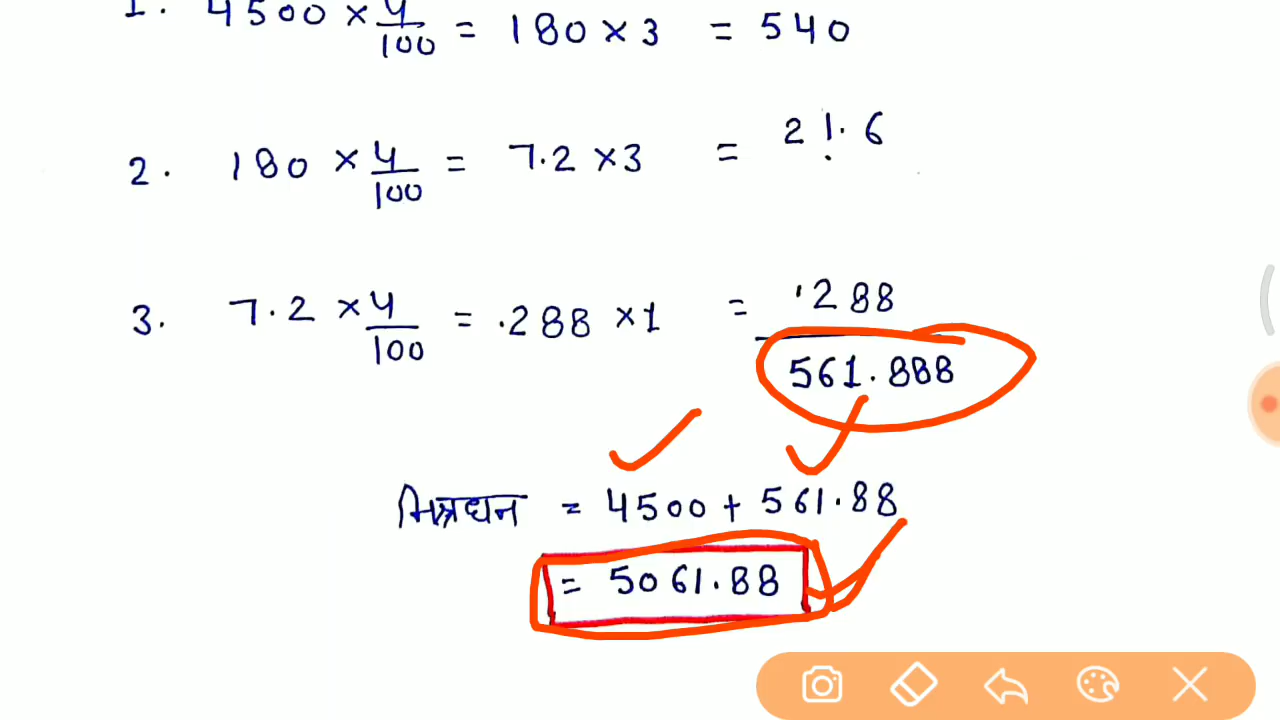 1. 4500 × 4/100 = 180 × 3 = 540
2. 180 × 4/100 = 7.2 × 3 = 21.6
3. 7.2 × 4/100 = .288 × 1 = .288
561.888
मिश्रधन = 4500 + 561.88
= 5061.88